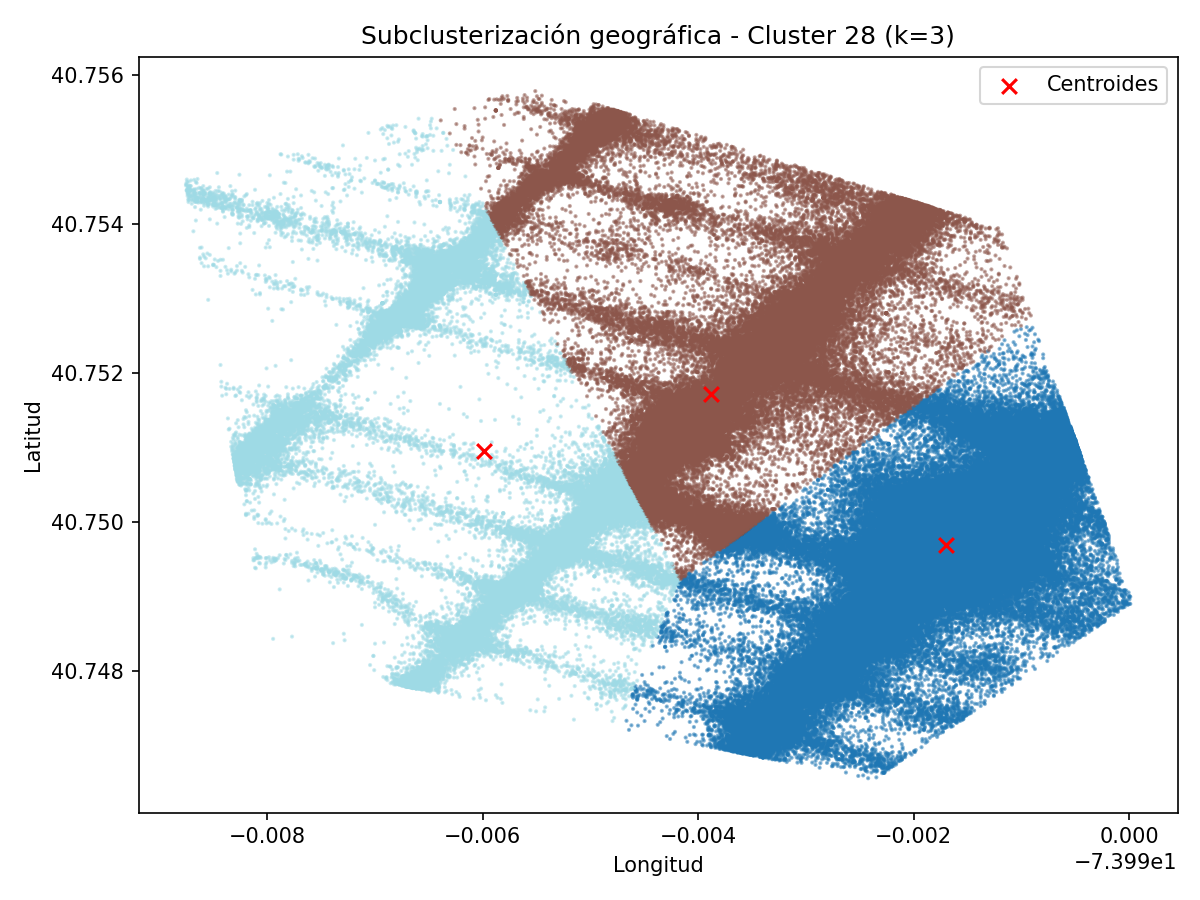 Subclusterización geográfica - Cluster 28 (k=3)
Centroides
40.756
40.754
40.752
40.750
40.748
Latitud
−0.008
−0.006
−0.004
−0.002
0.000
−7.399e1
Longitud